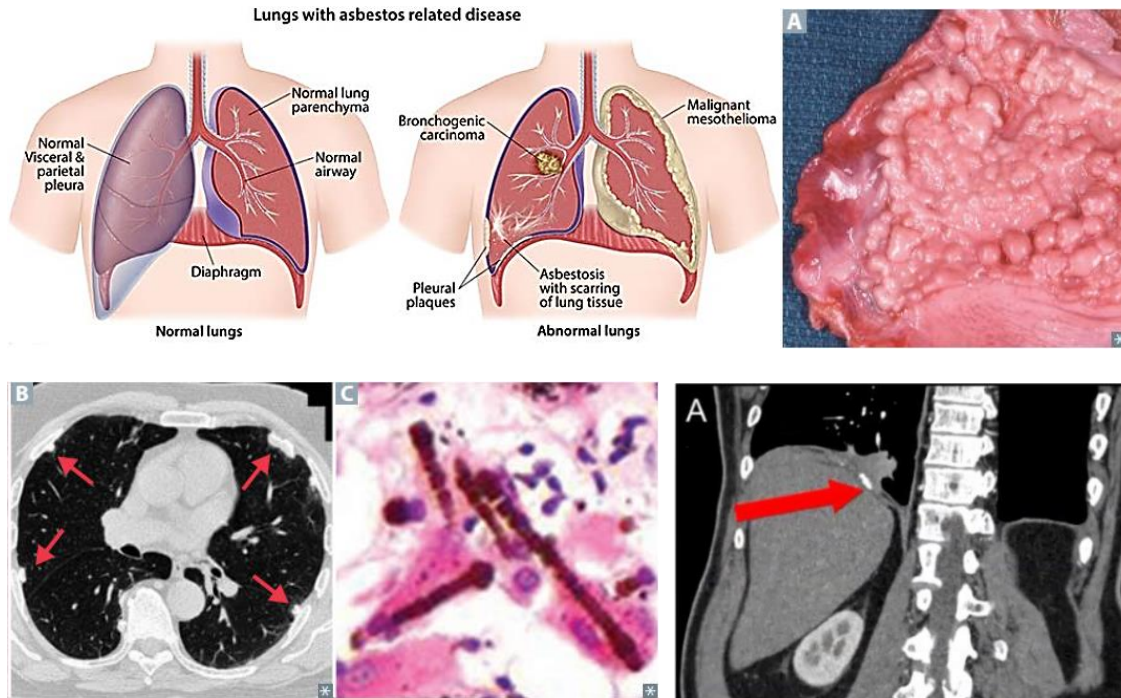 Lungs with asbestos related disease
Normal lung
parenchyma
Normal
Visceral &
parietal
pleura
Normal
airway
Diaphragm
Normal lungs
Bronchogenic
carcinoma
Malignant
mesothelioma
Pleural
plaques
Asbestosis
with scarring
of lung tissue
Abnormal lungs
A
*
B
*
C
*
A